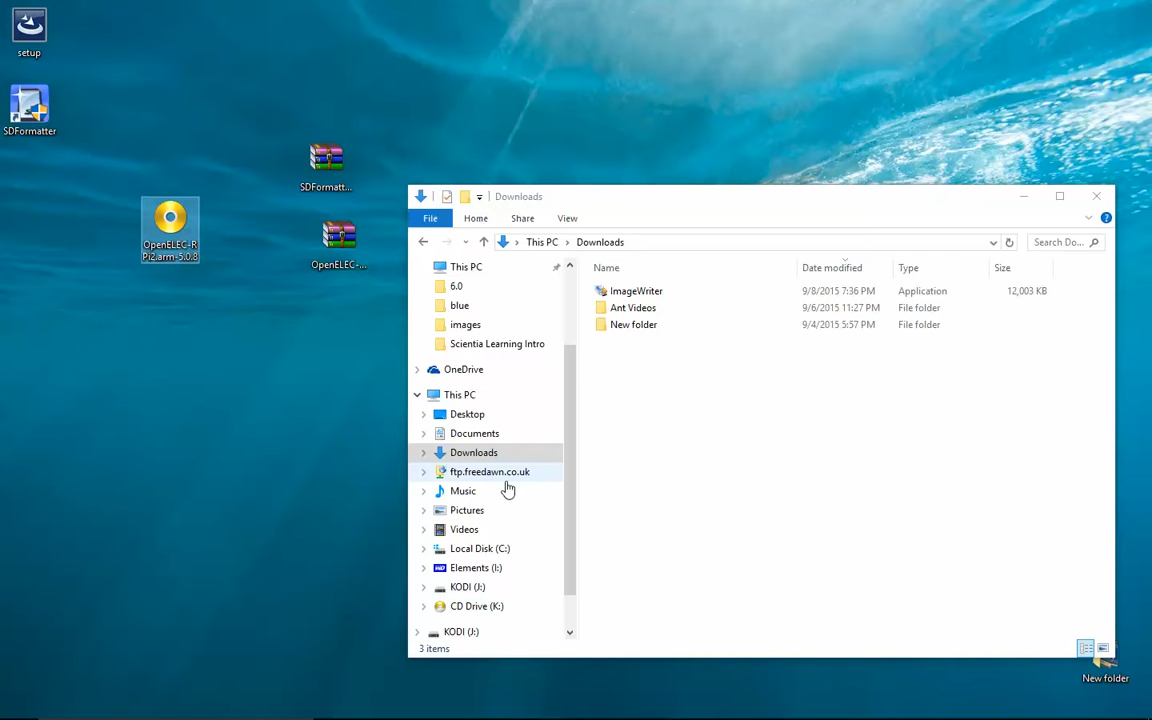 setup
SDFormatter
SDFormatt...
OpenELEC-R
Pi2.arm-5.0.8
OpenELEC-...
Downloads
File Home Share View
This PC Downloads
Search Do...
This PC
6.0
blue
images
Scientia Learning Intro
OneDrive
This PC
Desktop
Documents
Downloads
ftp.freedawn.co.uk
Music
Pictures
Videos
Local Disk (C:)
Elements (I:)
KODI (J:)
CD Drive (K:)
KODI (J:)
Name Date modified Type Size
ImageWriter 9/8/2015 7:36 PM Application 12,003 KB
Ant Videos 9/6/2015 11:27 PM File folder
New folder 9/4/2015 5:57 PM File folder
3 items
New folder